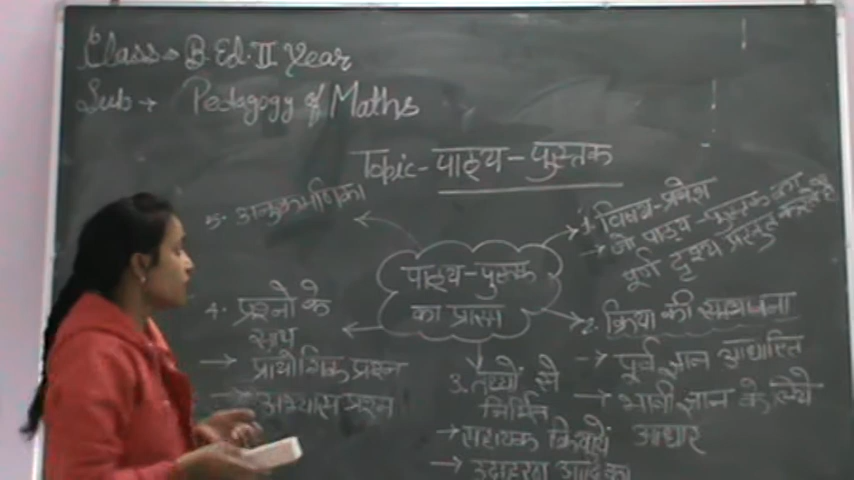 Class → B.Ed. II Year
Sub → Pedagogy of Maths
Topic - पाठ्य - पुस्तक
पाठ्य-पुस्तक
का प्रारूप
1. विषय-प्रवेश
→ जो पाठ्य-पुस्तक का
पूर्ण दृश्य प्रस्तुत करता है
2. क्रिया की
→ पूर्व ज्ञान आधारित
→ भावी ज्ञान के लिये
आधार
3. तथ्यों से
निर्मित
→ सहायक क्रियायें
→ उदाहरण आदि का
4. प्रश्नों के
साथ
→ प्रायोगिक प्रश्न
→ अभ्यास प्रश्न
5. अनुक्रमणिका